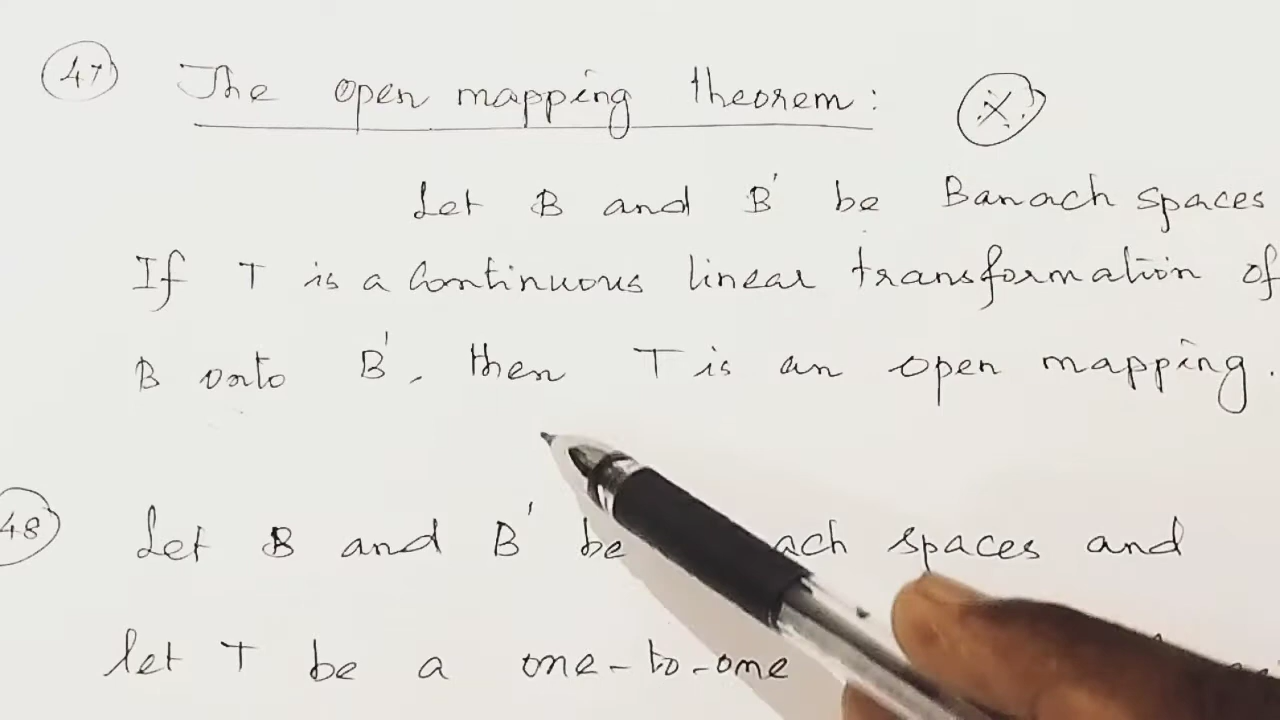 47 The open mapping theorem: X
Let B and B' be Banach spaces
If T is a continuous linear transformation of
B onto B', then T is an open mapping.
48 Let B and B' be spaces and
let T be a one-to-one